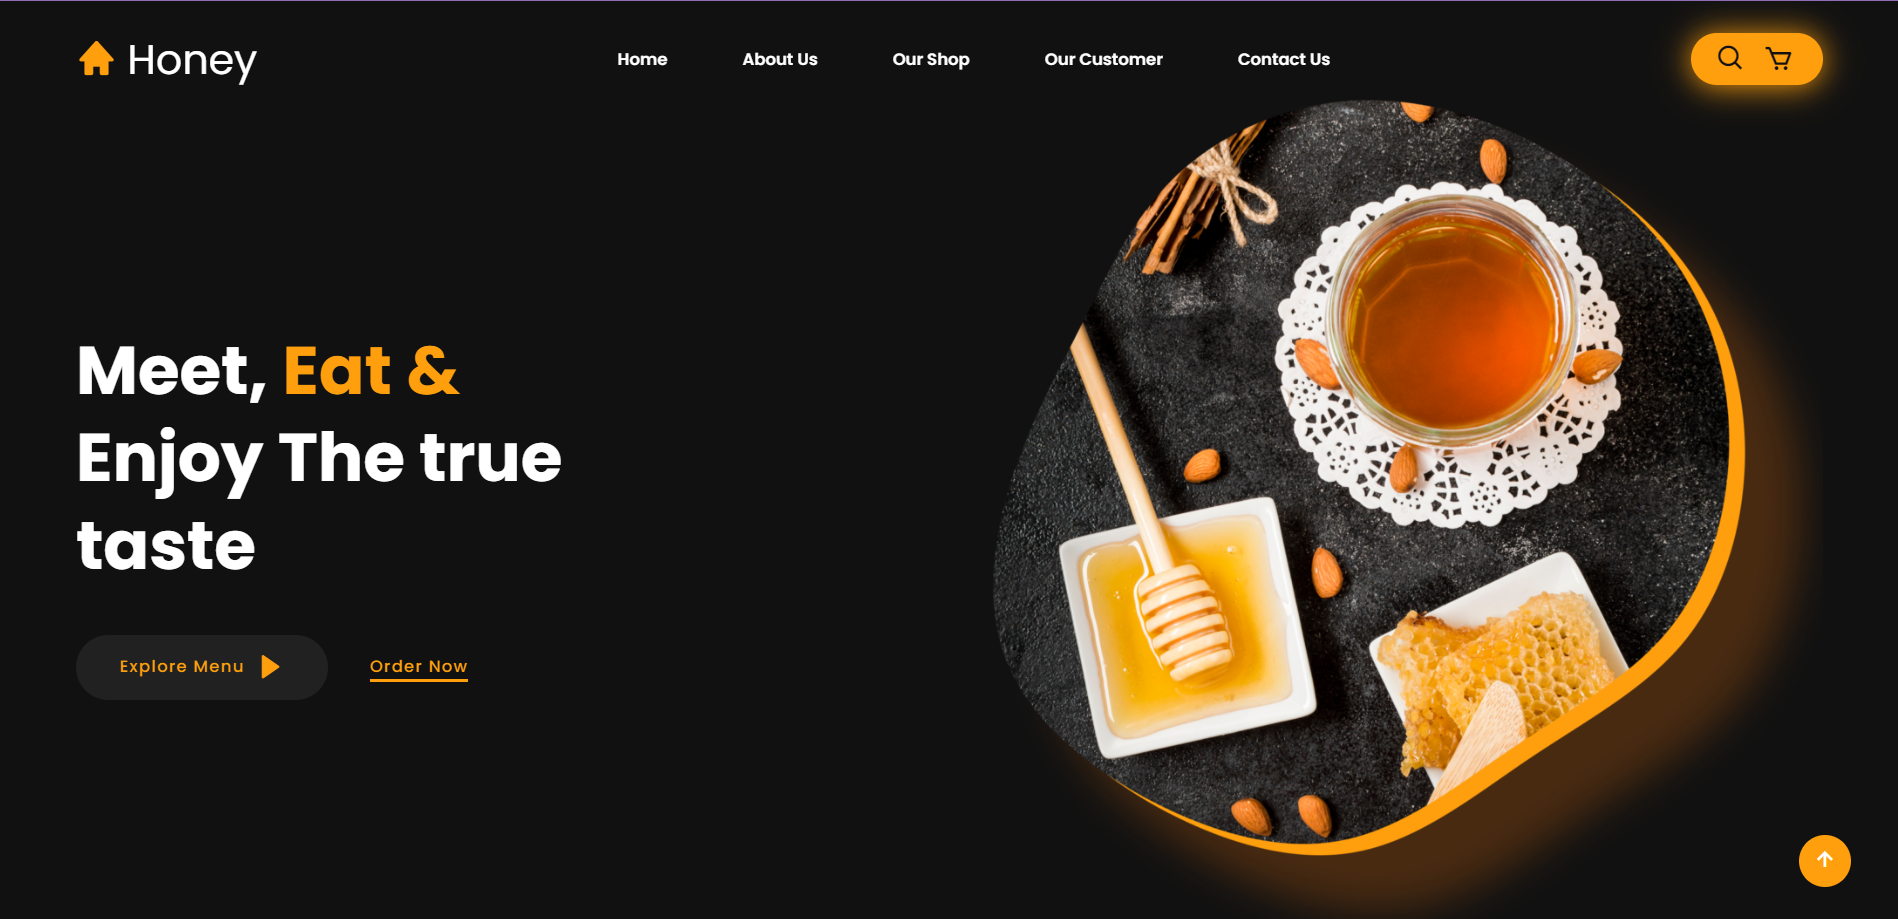 Honey
Home
About Us
Our Shop
Our Customer
Contact Us
Meet, Eat &
Enjoy The true
taste
Explore Menu
Order Now